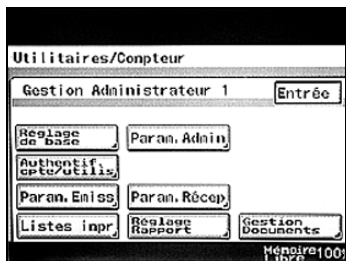 Utilitaires/Compteur
Gestion Administrateur 1
Entrée
Réglage
de base
Param.Admin
Authentif.
cpte/utilis
Param.Emiss
Param.Récep
Listes impr
Réglage
Rapport
Gestion
Documents
Mémoire
Libre
100%